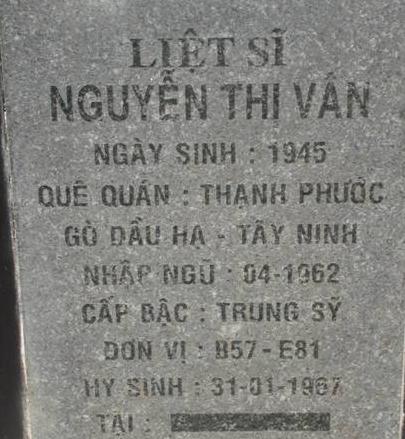 LIỆT SĨ
NGUYỄN THI VÂN
NGÀY SINH : 1945
QUÊ QUÁN : THẠNH PHƯỚC
GÒ DẦU HẠ - TÂY NINH
NHẬP NGŨ : 04-1962
CẤP BẬC : TRUNG SỸ
ĐƠN VỊ : B57-E81
HY SINH : 31-01-1967
TẠI :